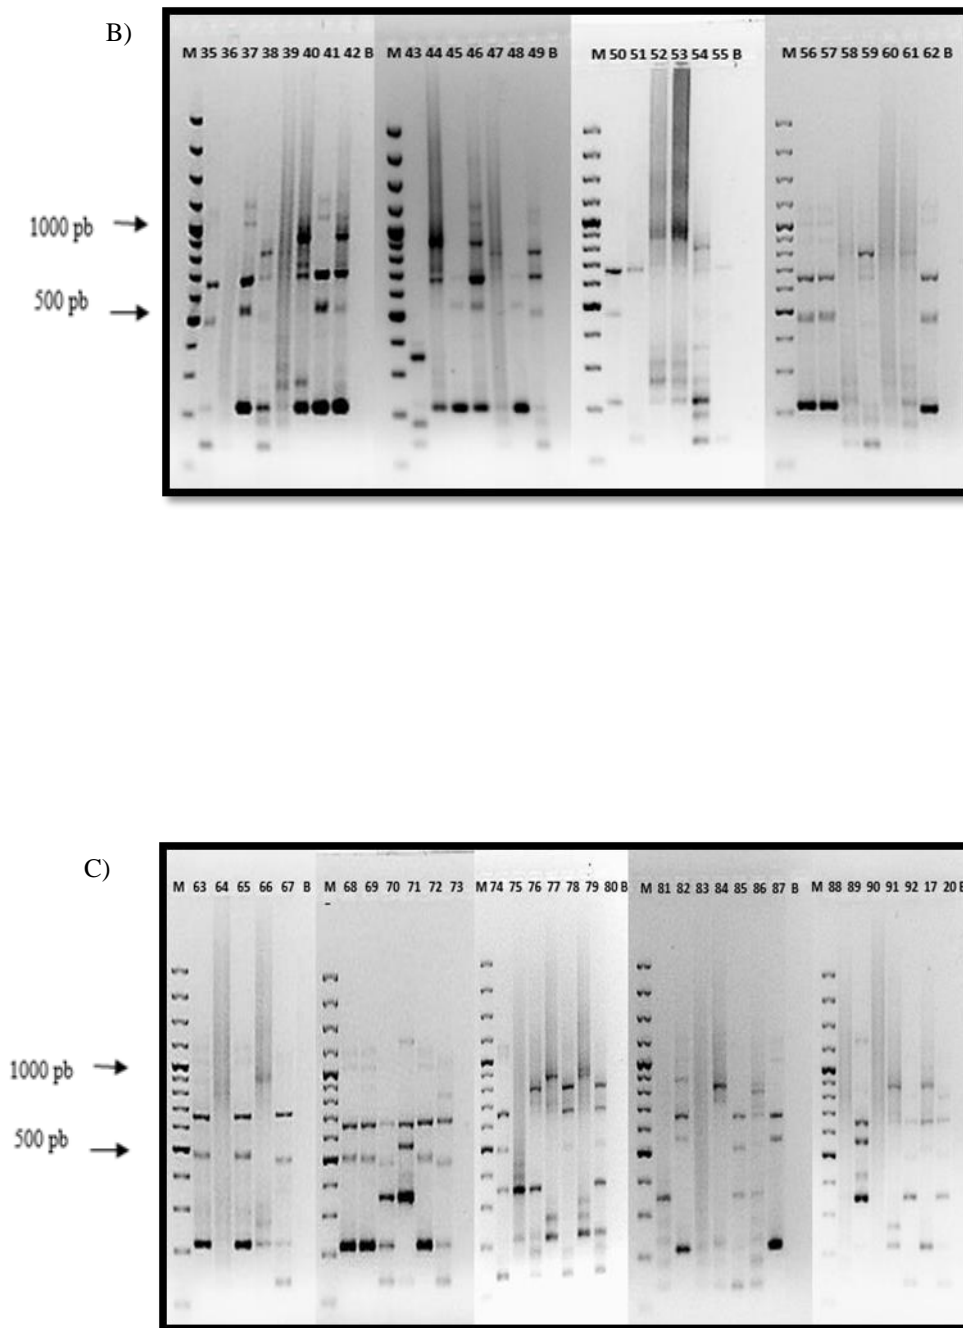 B)
M 35 36 37 38 39 40 41 42 B M 43 44 45 46 47 48 49 B M 50 51 52 53 54 55 B M 56 57 58 59 60 61 62 B
1000 pb
500 pb
C)
M 63 64 65 66 67 B 68 69 70 71 72 73 M 74 75 76 77 78 79 80 B M 81 82 83 84 85 86 87 B M 88 89 90 91 92 17 20 B
1000 pb
500 pb